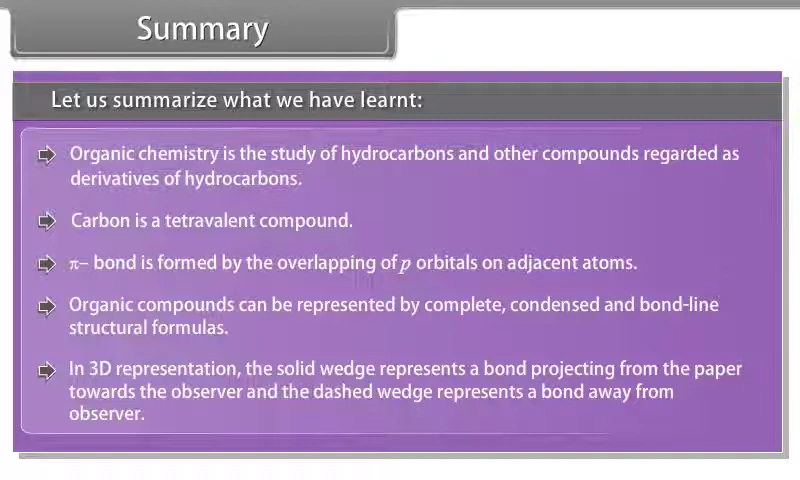 Summary
Let us summarize what we have learnt:
Organic chemistry is the study of hydrocarbons and other compounds regarded as
derivatives of hydrocarbons.
Carbon is a tetravalent compound.
π– bond is formed by the overlapping of p orbitals on adjacent atoms.
Organic compounds can be represented by complete, condensed and bond-line
structural formulas.
In 3D representation, the solid wedge represents a bond projecting from the paper
towards the observer and the dashed wedge represents a bond away from
observer.